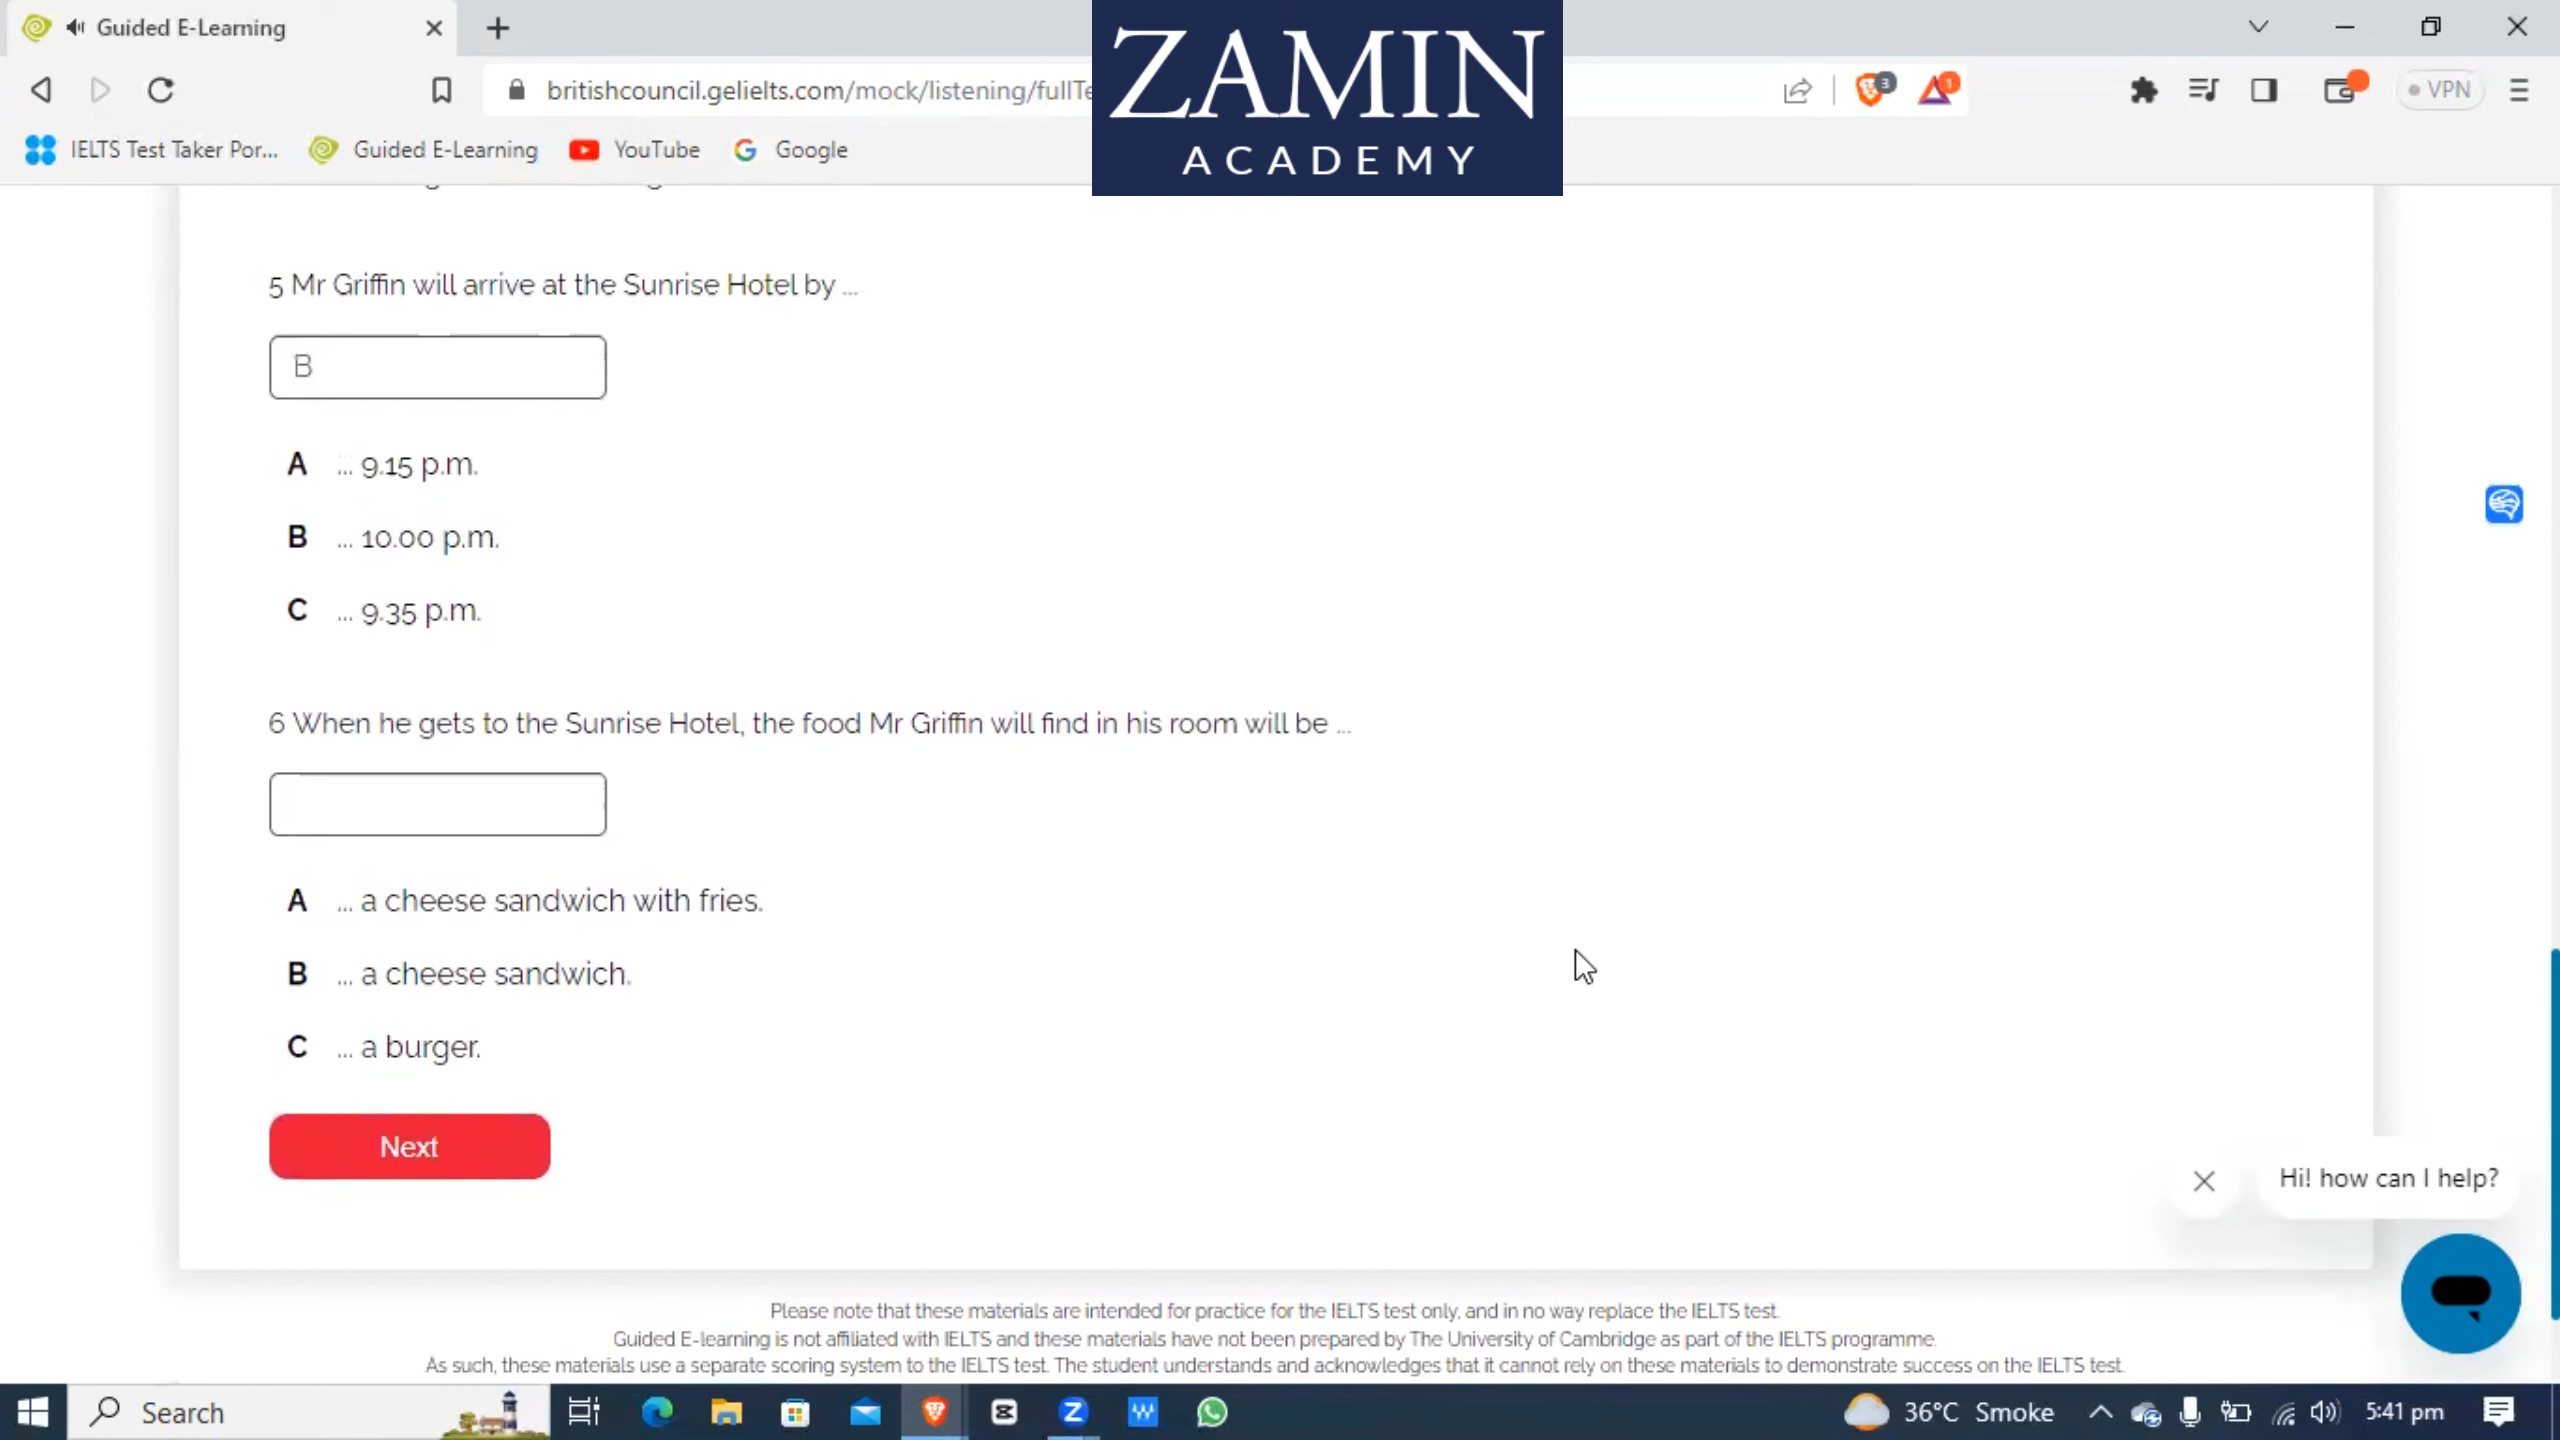 Guided E-Learning
ZAMIN
ACADEMY
britishcouncil.gelielts.com/mock/listening/fullTe
3
1
VPN
IELTS Test Taker Por...
Guided E-Learning
YouTube
Google
5 Mr Griffin will arrive at the Sunrise Hotel by ...
B
A ... 9.15 p.m.
B ... 10.00 p.m.
C ... 9.35 p.m.
6 When he gets to the Sunrise Hotel, the food Mr Griffin will find in his room will be ...
A ... a cheese sandwich with fries.
B ... a cheese sandwich.
C ... a burger.
Next
Hi! how can I help?
Please note that these materials are intended for practice for the IELTS test only, and in no way replace the IELTS test.
Guided E-learning is not affiliated with IELTS and these materials have not been prepared by The University of Cambridge as part of the IELTS programme.
As such, these materials use a separate scoring system to the IELTS test. The student understands and acknowledges that it cannot rely on these materials to demonstrate success on the IELTS test.
Search
36°C Smoke
5:41 pm